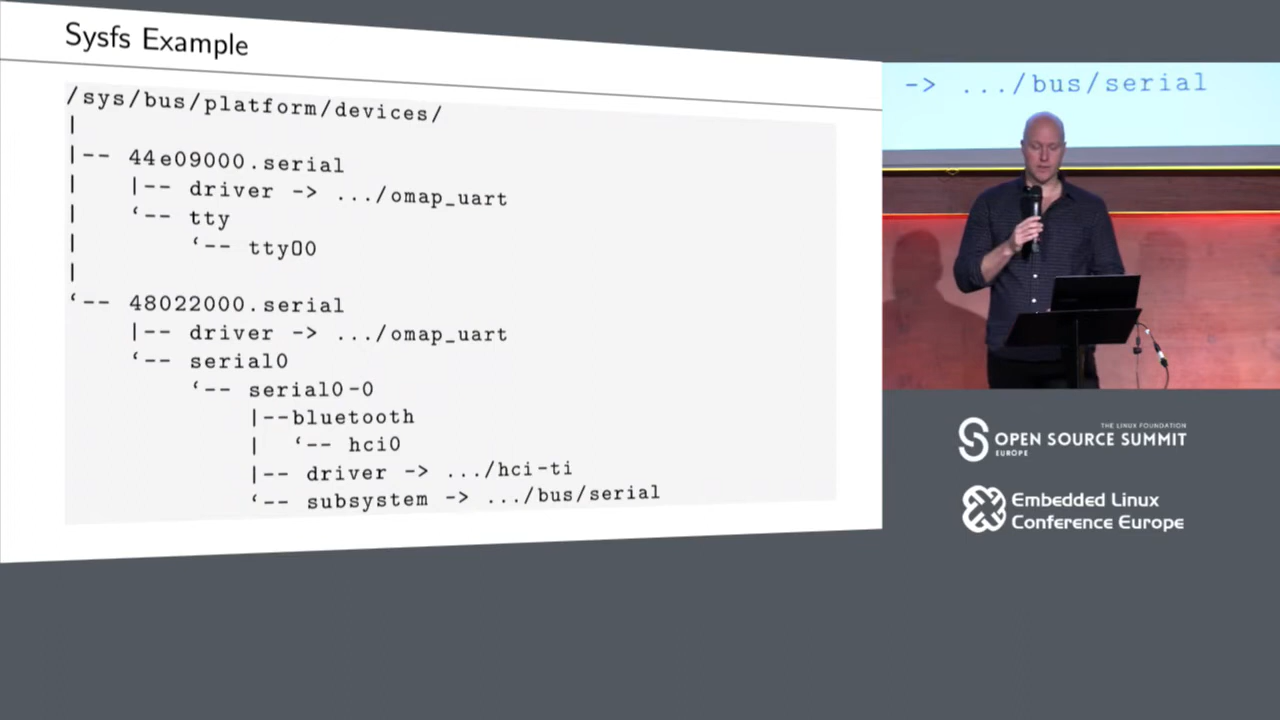 Sysfs Example
/sys/bus/platform/devices/
|
|-- 44e09000.serial
|   |-- driver -> .../omap_uart
|   ‘-- tty
|       ‘-- ttyO0
|
‘-- 48022000.serial
    |-- driver -> .../omap_uart
    ‘-- serial0
        ‘-- serial0-0
            |--bluetooth
            |  ‘-- hci0
            |-- driver -> .../hci-ti
            ‘-- subsystem -> .../bus/serial
-> .../bus/serial
THE LINUX FOUNDATION
OPEN SOURCE SUMMIT
EUROPE
Embedded Linux
Conference Europe